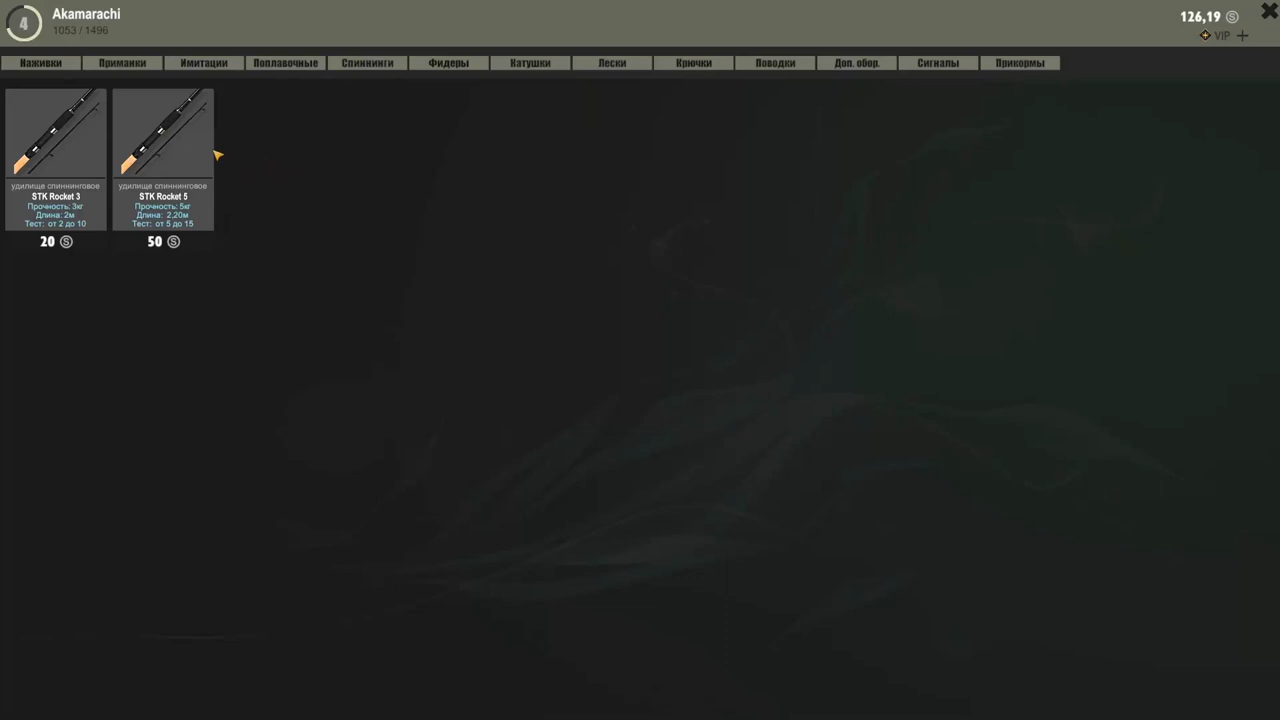 4
Akamarachi
1053 / 1496
126,19 S
VIP +
Наживки Приманки Имитации Поплавочные Спиннинги Фидеры Катушки Лески Крючки Поводки Доп. обор. Сигналы Прикормы
удилище спиннинговое
STK Rocket 3
Прочность: 3кг
Длина: 2м
Тест: от 2 до 10
20 S
удилище спиннинговое
STK Rocket 5
Прочность: 5кг
Длина: 2,20м
Тест: от 5 до 15
50 S